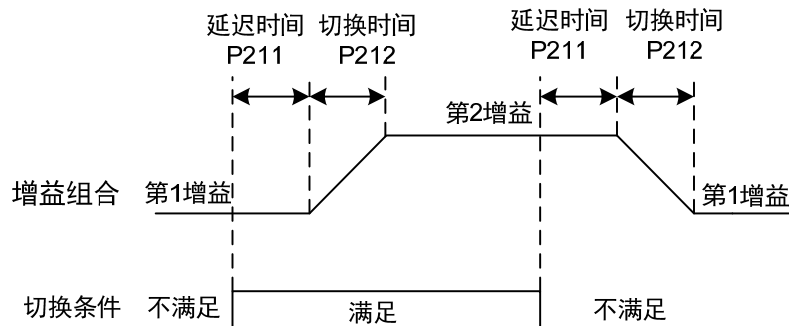 延迟时间 切换时间 延迟时间 切换时间
P211 P212 P211 P212
第2增益
增益组合 第1增益 第1增益
切换条件 不满足 满足 不满足